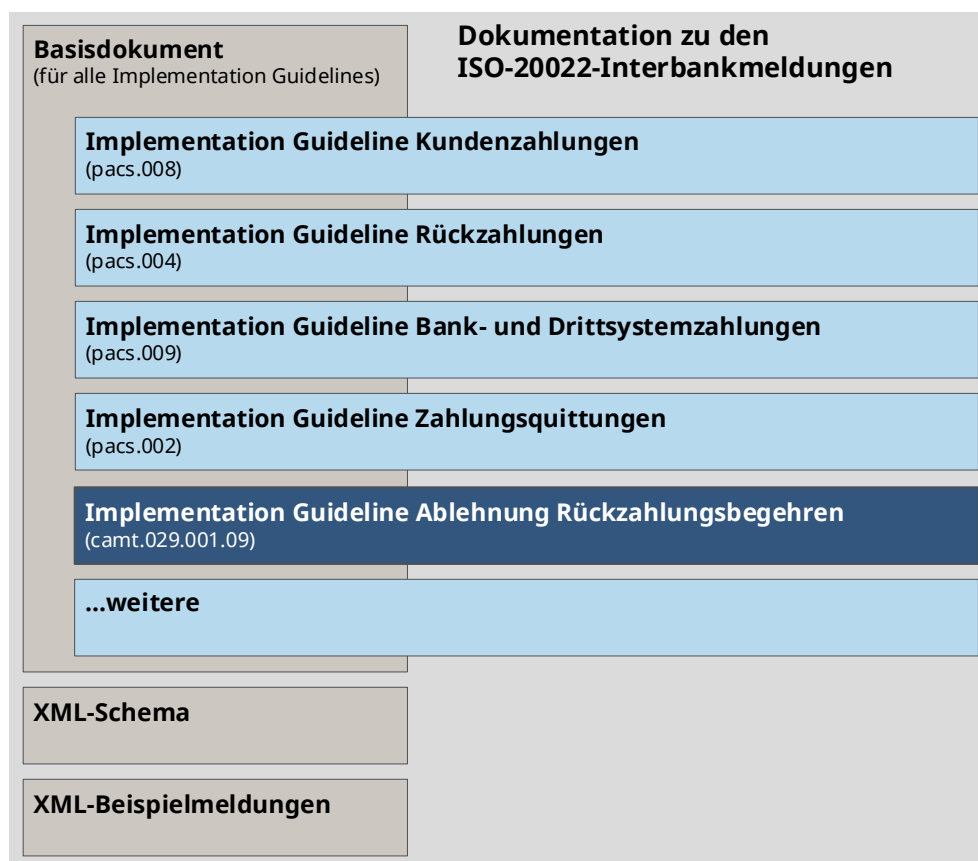 Basisdokument
(für alle Implementation Guidelines)
Dokumentation zu den
ISO-20022-Interbankmeldungen
Implementation Guideline Kundenzahlungen
(pacs.008)
Implementation Guideline Rückzahlungen
(pacs.004)
Implementation Guideline Bank- und Drittsystemzahlungen
(pacs.009)
Implementation Guideline Zahlungsquittungen
(pacs.002)
Implementation Guideline Ablehnung Rückzahlungsbegehren
(camt.029.001.09)
...weitere
XML-Schema
XML-Beispielmeldungen